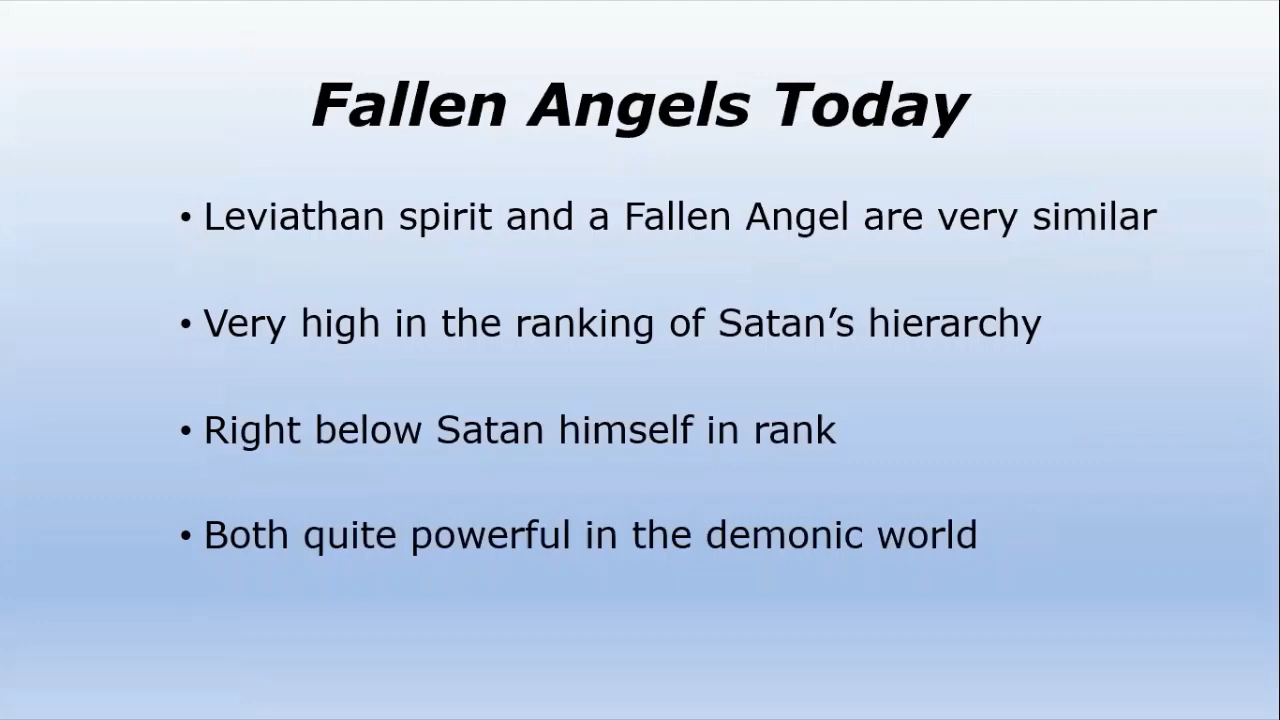 Fallen Angels Today
• Leviathan spirit and a Fallen Angel are very similar
• Very high in the ranking of Satan’s hierarchy
• Right below Satan himself in rank
• Both quite powerful in the demonic world